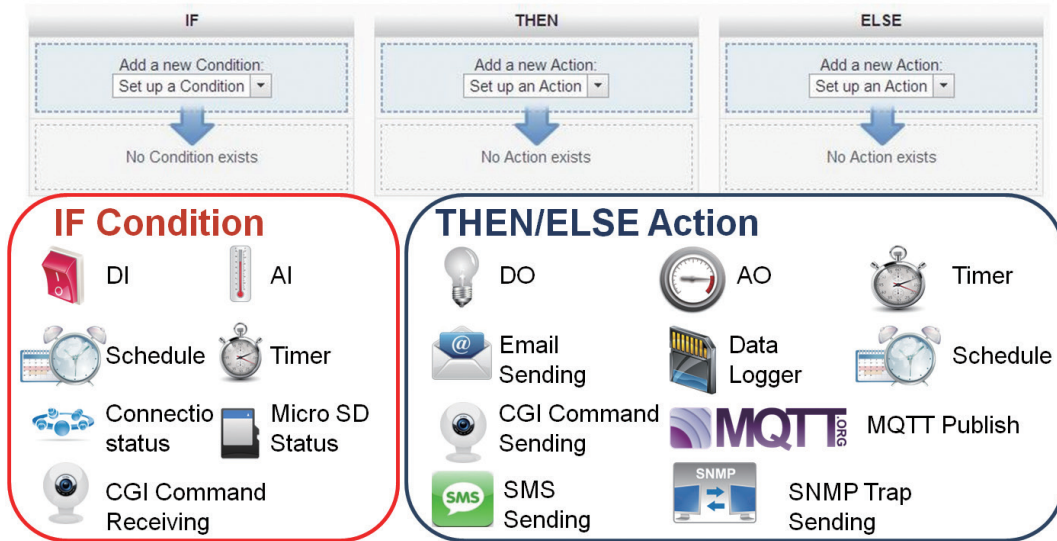 IF
THEN
ELSE
Add a new Condition:
Set up a Condition
Add a new Action:
Set up an Action
Add a new Action:
Set up an Action
No Condition exists
No Action exists
No Action exists
IF Condition
DI
AI
Schedule
Timer
Connectio
status
Micro SD
Status
CGI Command
Receiving
THEN/ELSE Action
DO
AO
Timer
@
Email
Sending
Data
Logger
Schedule
CGI Command
Sending
MQTT.ORG
MQTT Publish
SMS
SMS
Sending
SNMP
SNMP Trap
Sending